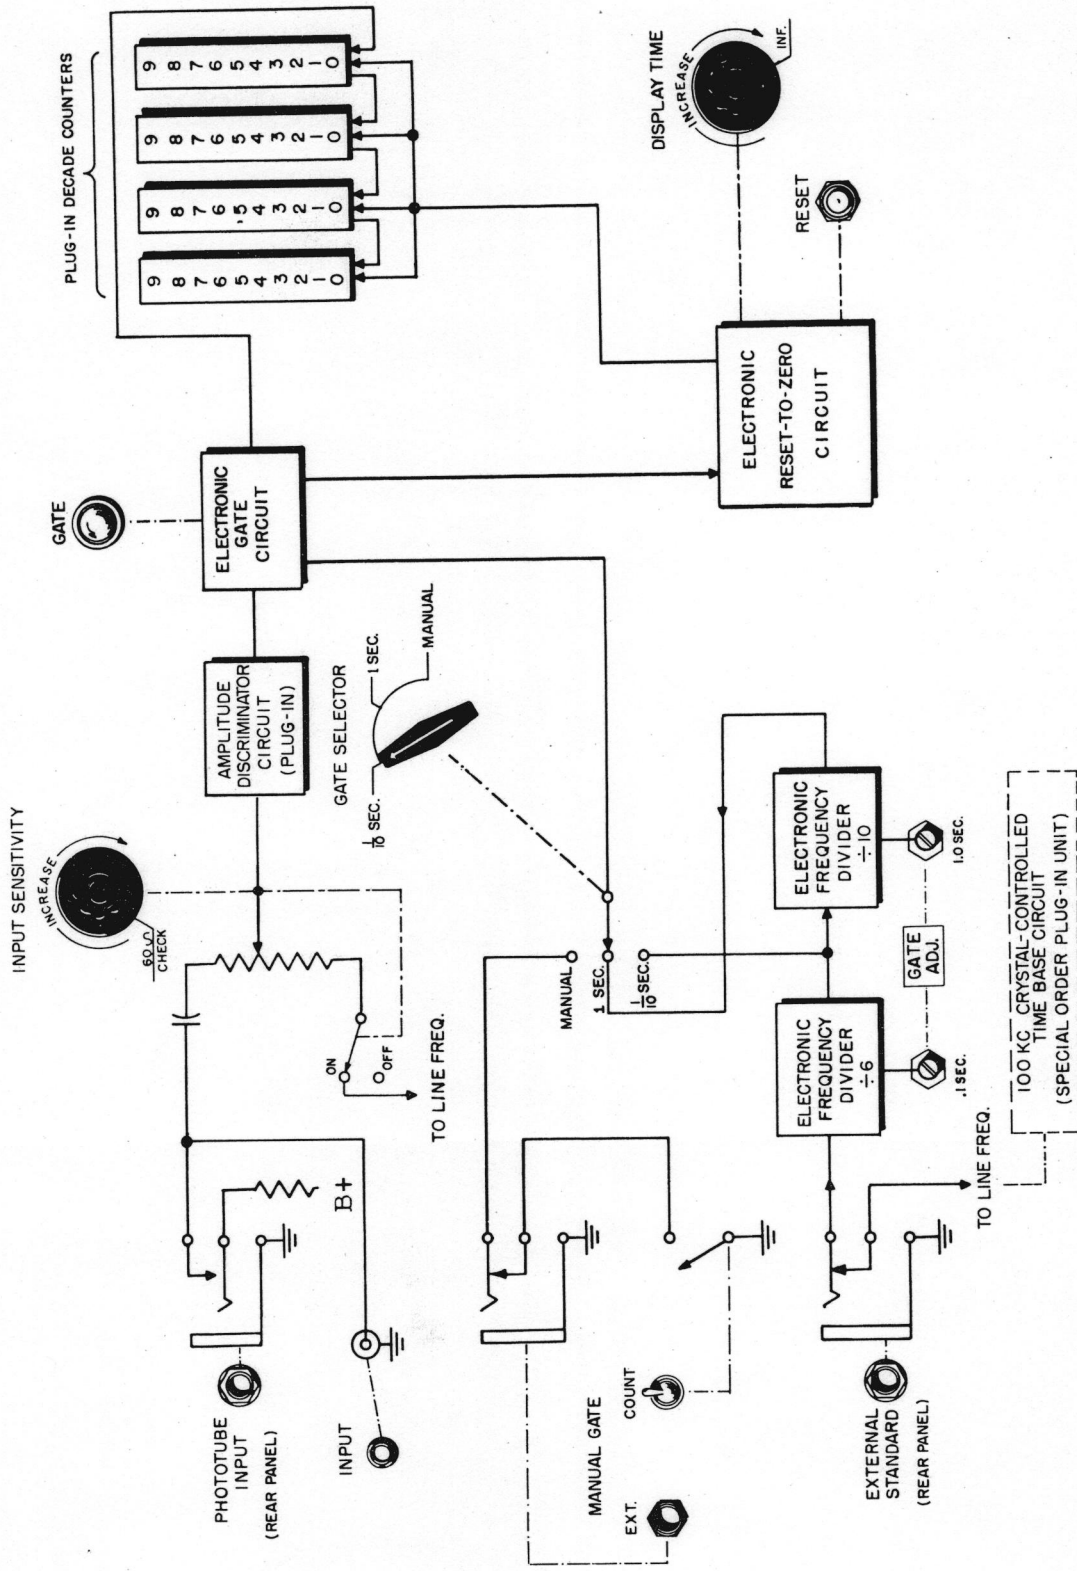 INPUT SENSITIVITY
INCREASE
60∿
CHECK
PHOTOTUBE
INPUT
(REAR PANEL)
B+
ON
OFF
TO LINE FREQ.
INPUT
AMPLITUDE
DISCRIMINATOR
CIRCUIT
(PLUG-IN)
GATE
ELECTRONIC
GATE
CIRCUIT
PLUG-IN DECADE COUNTERS
9 8 7 6 5 4 3 2 1 0
9 8 7 6 5 4 3 2 1 0
9 8 7 6 5 4 3 2 1 0
9 8 7 6 5 4 3 2 1 0
GATE SELECTOR
1/10 SEC.
1 SEC.
MANUAL
MANUAL
1 SEC.
1/10 SEC.
MANUAL GATE
EXT.
COUNT
DISPLAY TIME
INCREASE
INF.
RESET
ELECTRONIC
RESET-TO-ZERO
CIRCUIT
EXTERNAL
STANDARD
(REAR PANEL)
TO LINE FREQ.
ELECTRONIC
FREQUENCY
DIVIDER
÷6
ELECTRONIC
FREQUENCY
DIVIDER
÷10
.1 SEC.
GATE
ADJ.
1.0 SEC.
100 KC CRYSTAL-CONTROLLED
TIME BASE CIRCUIT
(SPECIAL ORDER PLUG-IN UNIT)